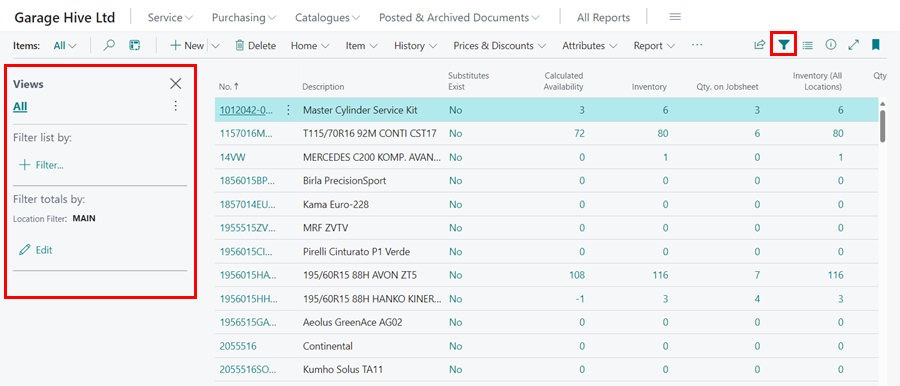 Garage Hive Ltd Service Purchasing Catalogues Posted & Archived Documents All Reports
Items: All New Delete Home Item History Prices & Discounts Attributes Report ...
Views
All
Filter list by:
Filter...
Filter totals by:
Location Filter: MAIN
Edit
No. ↑ Description Substitutes Exist Calculated Availability Inventory Qty. on Jobsheet Inventory (All Locations) Qty
1012042-0... Master Cylinder Service Kit No 3 6 3 6
1157016M... T115/70R16 92M CONTI CST17 No 72 80 6 80
14VW MERCEDES C200 KOMP. AVAN... No 0 1 0 1
1856015BP... Birla PrecisionSport No 0 0 0 0
1857014EU... Kama Euro-228 No 0 0 0 0
1955515ZV... MRF ZVTV No 0 0 0 0
1956015CI... Pirelli Cinturato P1 Verde No 0 0 0 0
1956015HA... 195/60R15 88H AVON ZT5 No 108 116 7 116
1956015HH... 195/60R15 88H HANKO KINER... No -1 3 4 3
1956515GA... Aeolus GreenAce AG02 No 0 0 0 0
2055516 Continental No 0 0 0 0
2055516SO... Kumho Solus TA11 No 0 0 0 0